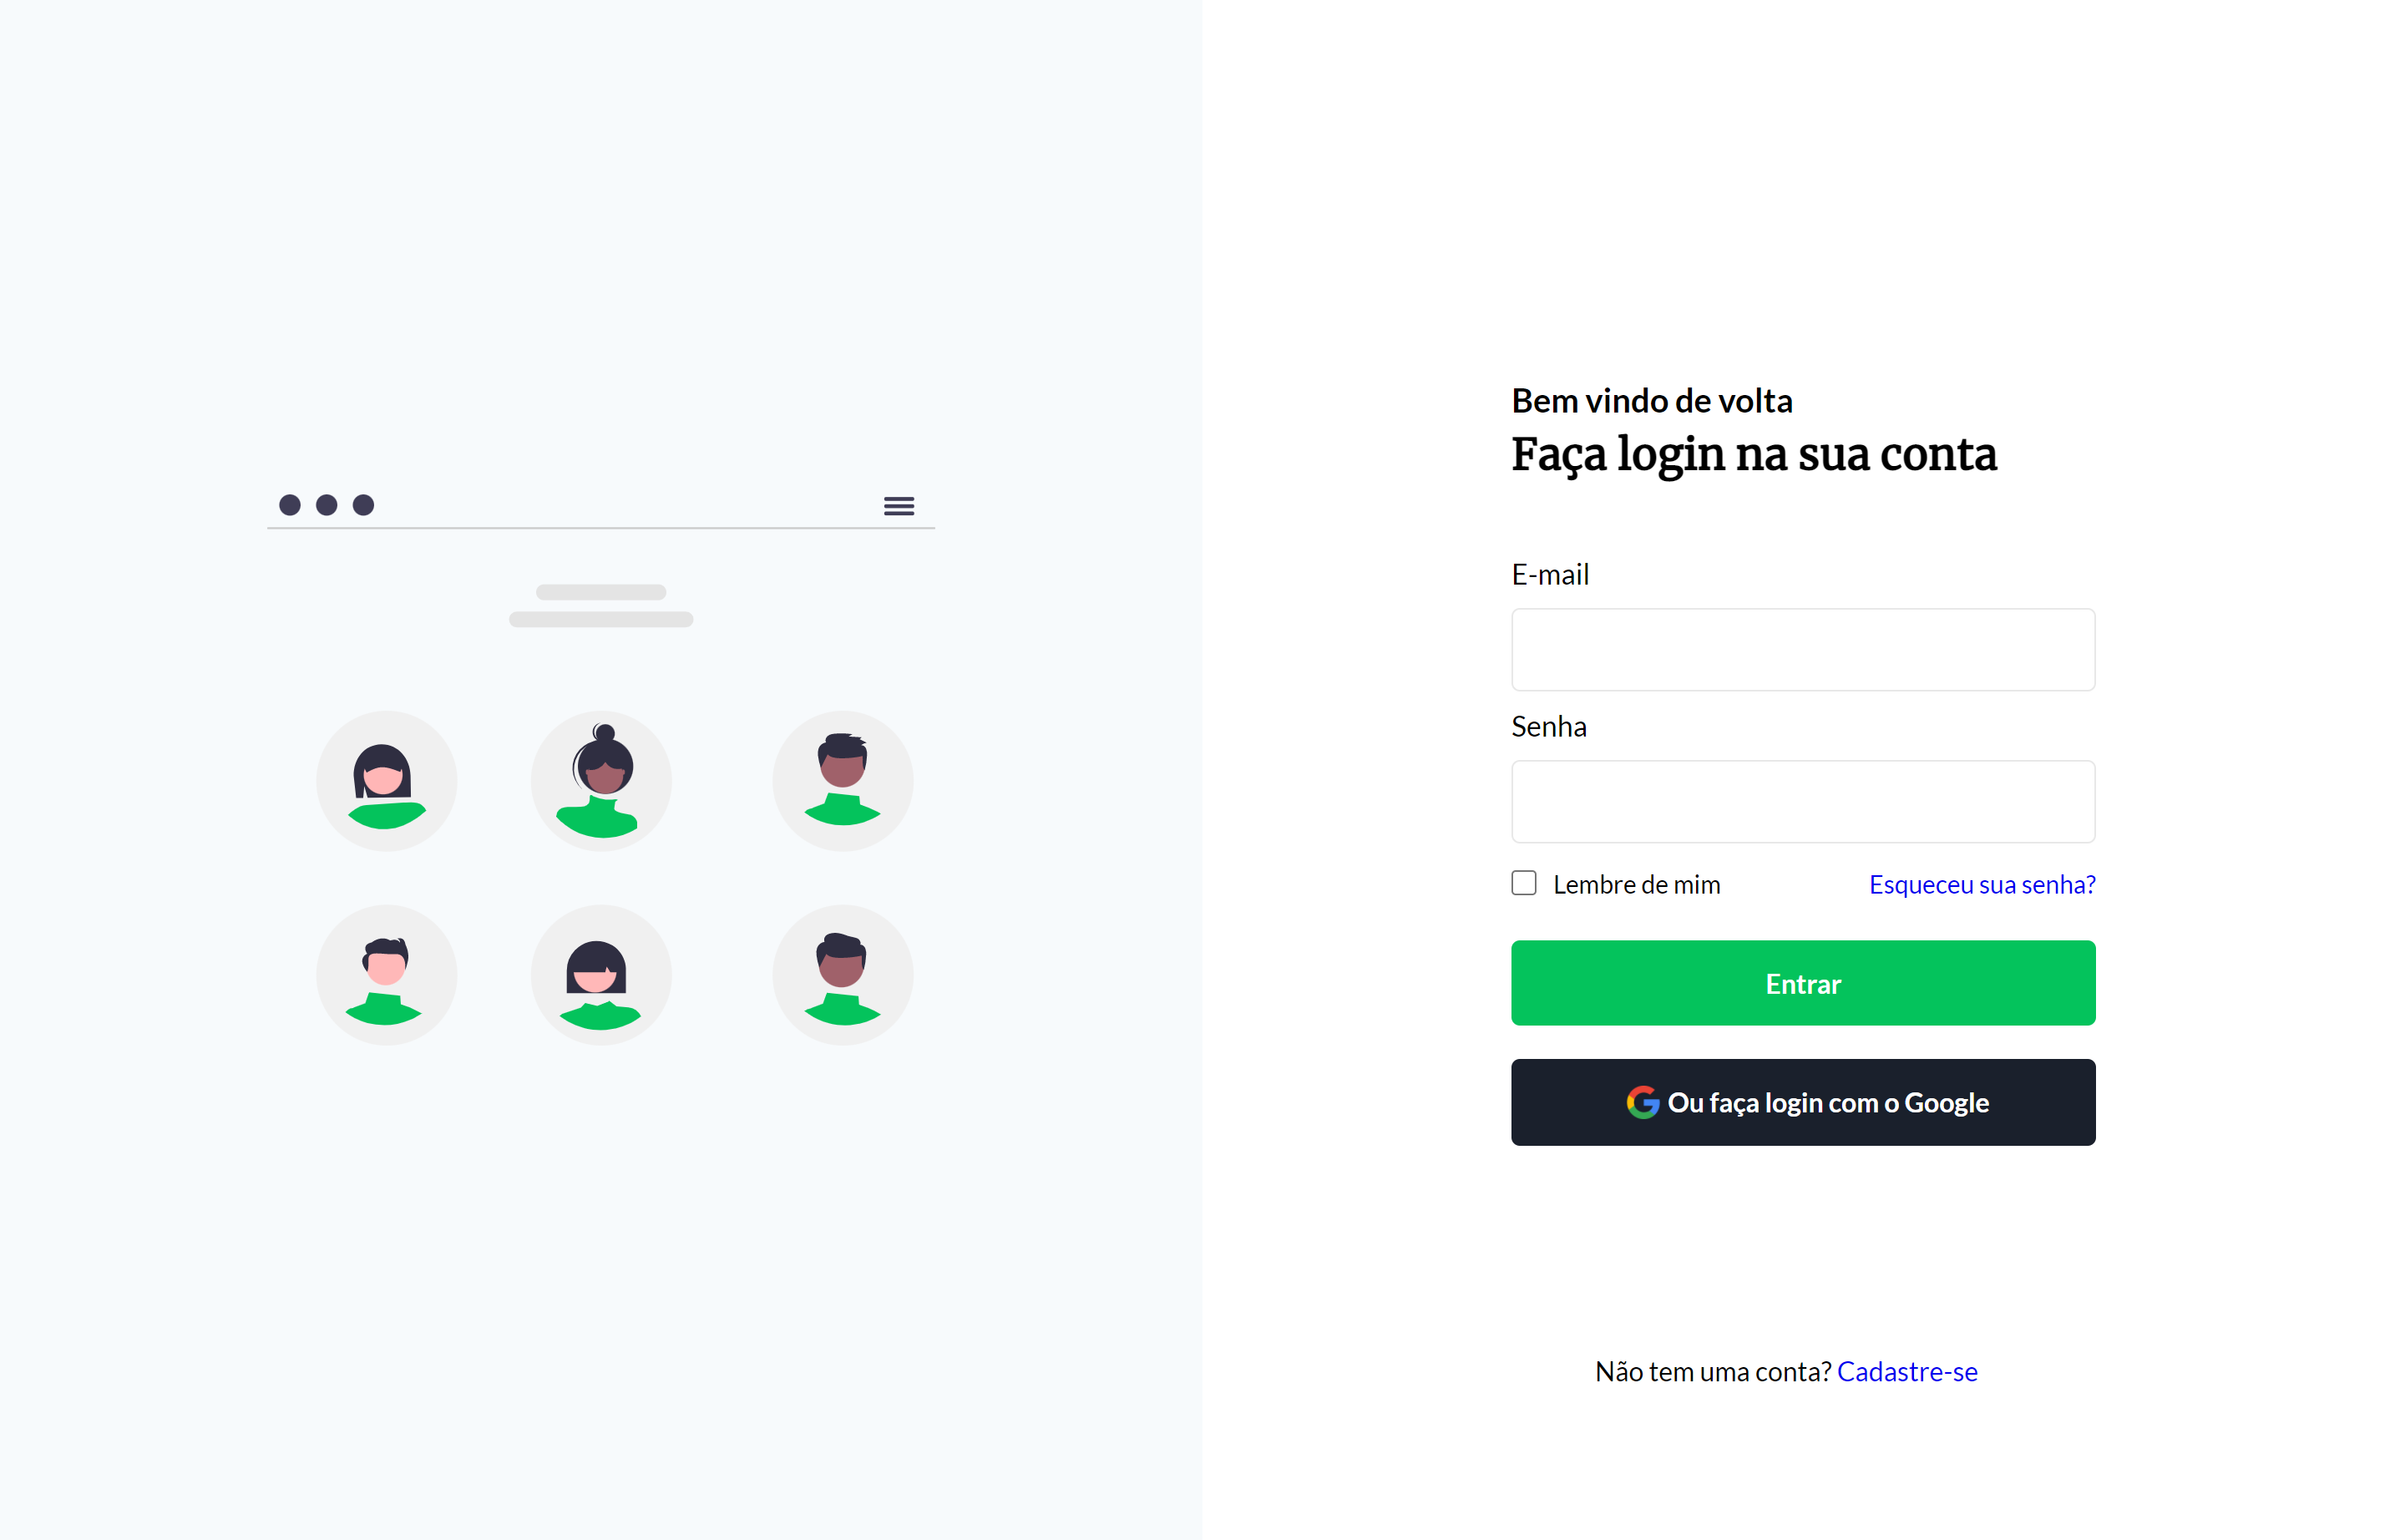 Bem vindo de volta
Faça login na sua conta
E-mail
Senha
Lembre de mim
Esqueceu sua senha?
Entrar
Ou faça login com o Google
Não tem uma conta? Cadastre-se